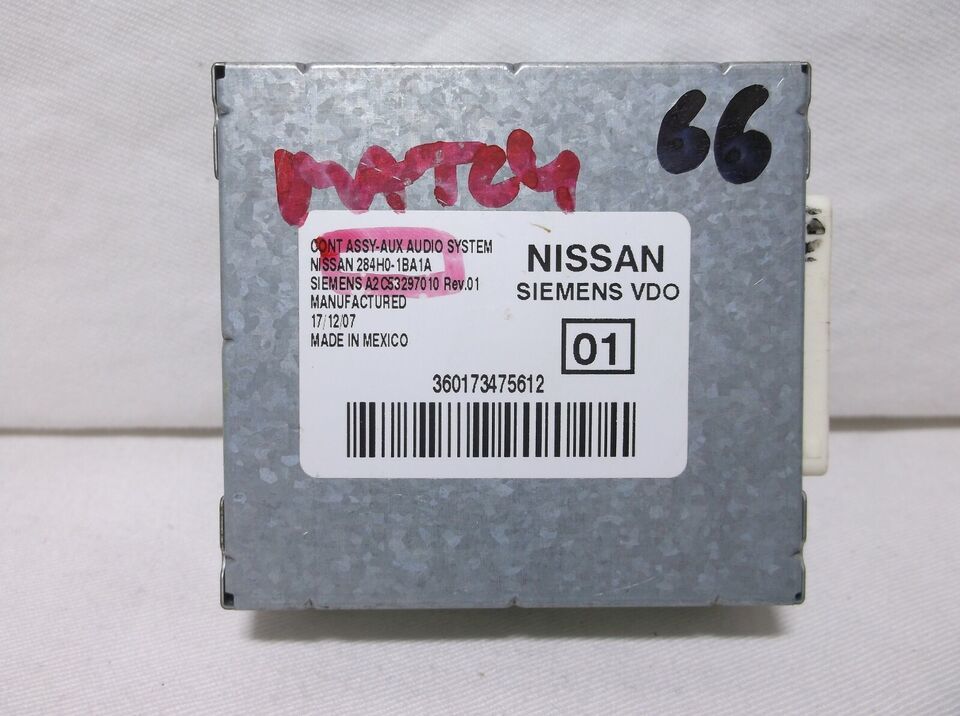 66
MATCH
CONT ASSY-AUX AUDIO SYSTEM
NISSAN 284H0-1BA1A
SIEMENS A2C53297010 Rev.01
MANUFACTURED
17/12/07
MADE IN MEXICO
NISSAN
SIEMENS VDO
01
360173475612